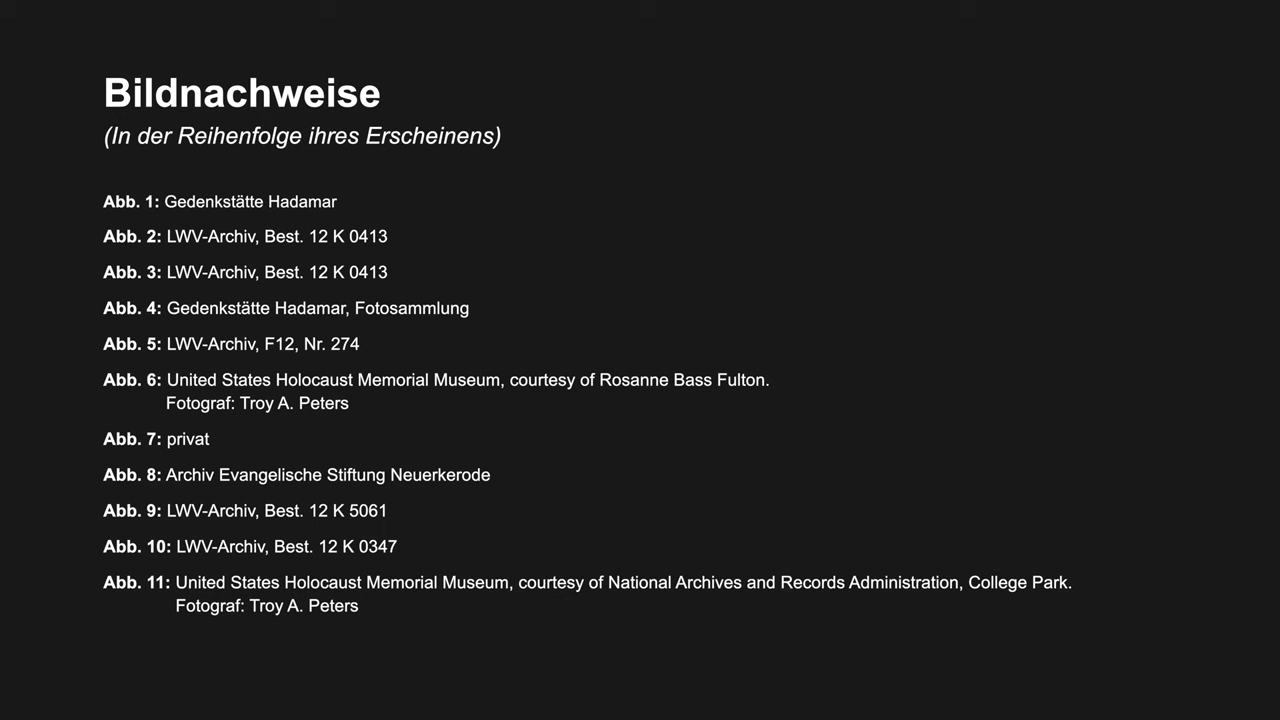 Bildnachweise
(In der Reihenfolge ihres Erscheinens)
Abb. 1: Gedenkstätte Hadamar
Abb. 2: LWV-Archiv, Best. 12 K 0413
Abb. 3: LWV-Archiv, Best. 12 K 0413
Abb. 4: Gedenkstätte Hadamar, Fotosammlung
Abb. 5: LWV-Archiv, F12, Nr. 274
Abb. 6: United States Holocaust Memorial Museum, courtesy of Rosanne Bass Fulton.
Fotograf: Troy A. Peters
Abb. 7: privat
Abb. 8: Archiv Evangelische Stiftung Neuerkerode
Abb. 9: LWV-Archiv, Best. 12 K 5061
Abb. 10: LWV-Archiv, Best. 12 K 0347
Abb. 11: United States Holocaust Memorial Museum, courtesy of National Archives and Records Administration, College Park.
Fotograf: Troy A. Peters